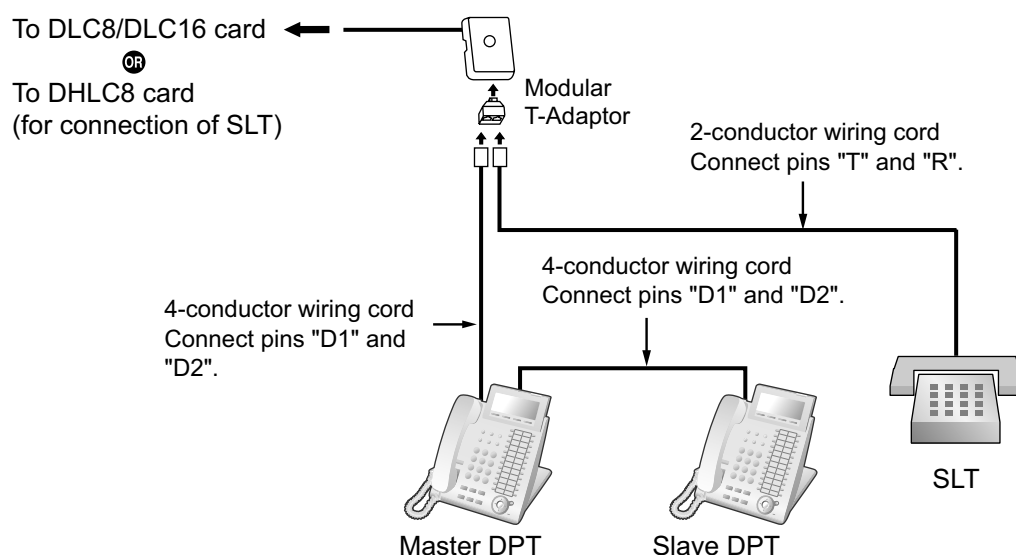 To DLC8/DLC16 card
OR
To DHLC8 card
(for connection of SLT)
Modular
T-Adaptor
2-conductor wiring cord
Connect pins "T" and "R".
4-conductor wiring cord
Connect pins "D1" and "D2".
4-conductor wiring cord
Connect pins "D1" and
"D2".
SLT
Master DPT
Slave DPT